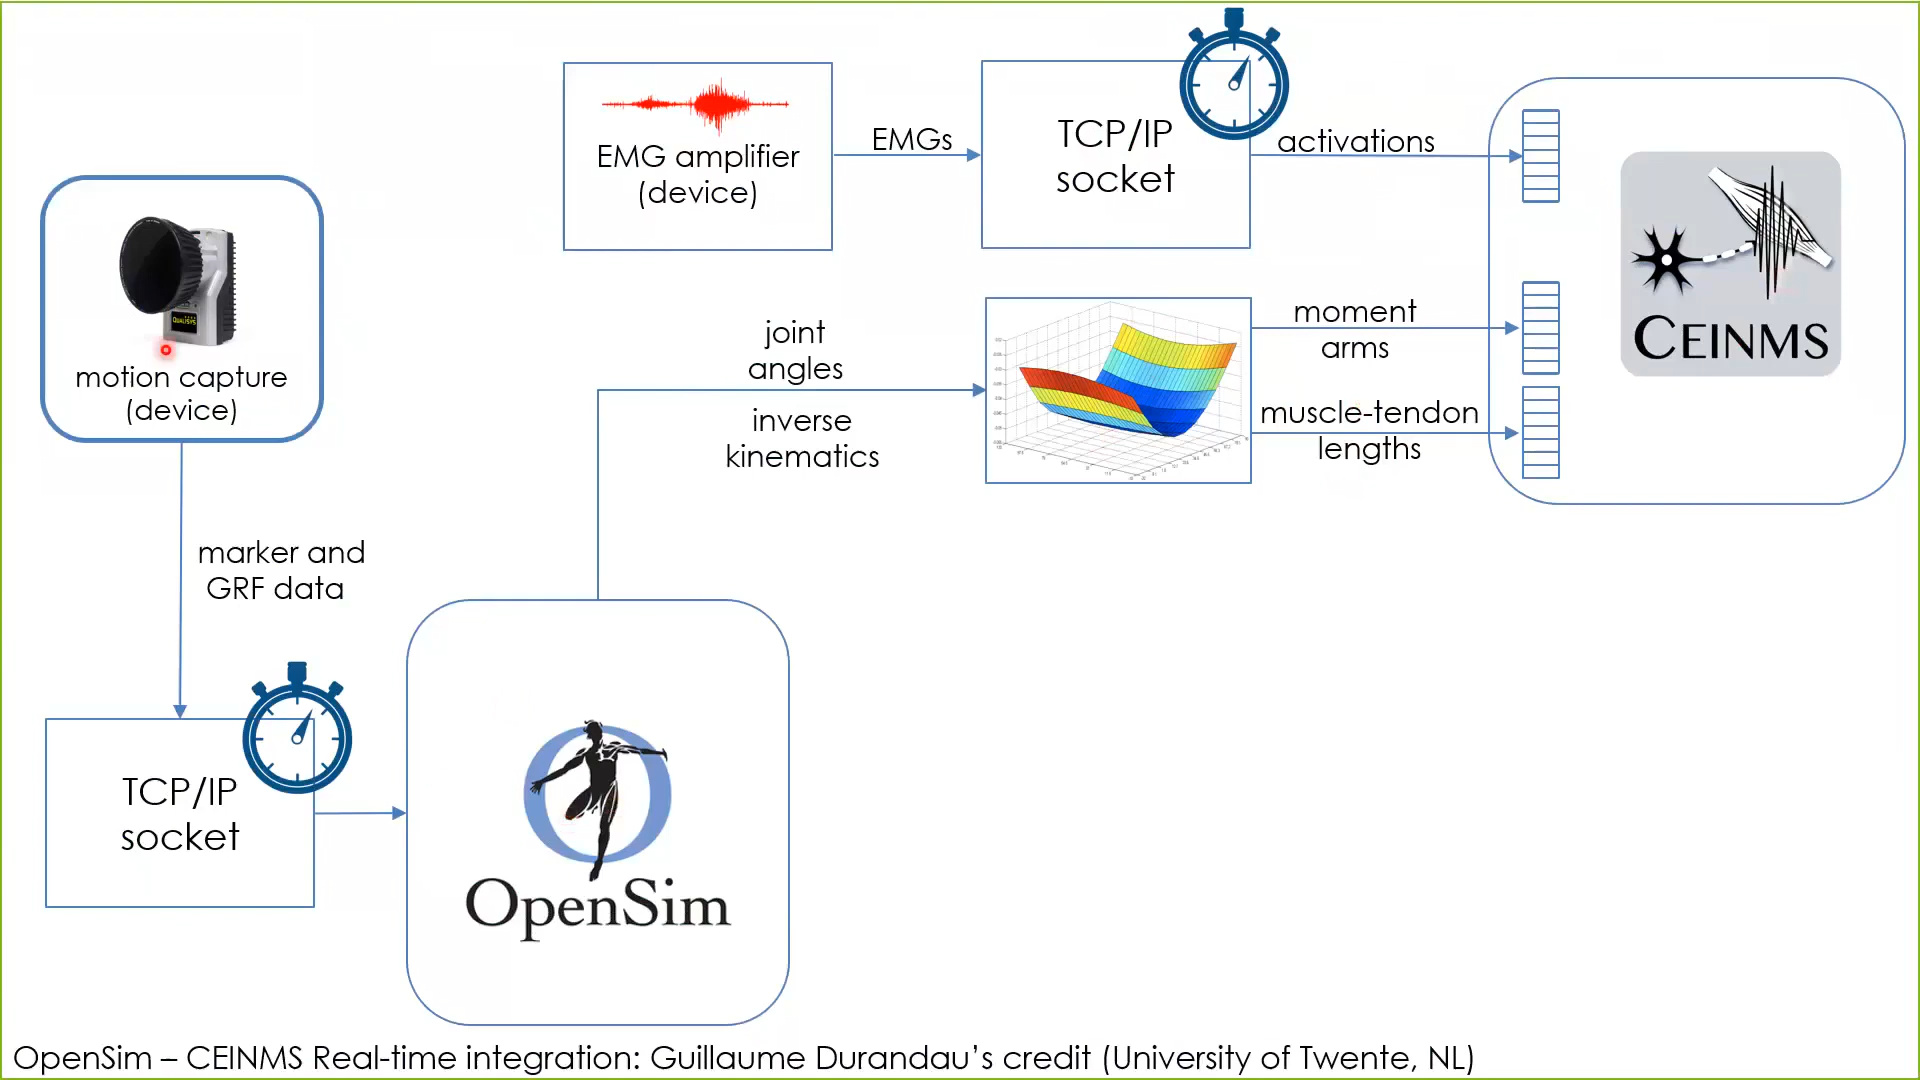 EMG amplifier
(device)
EMGs
TCP/IP
socket
activations
CEINMS
QUALISYS
motion capture
(device)
joint
angles
inverse
kinematics
moment
arms
muscle-tendon
lengths
marker and
GRF data
TCP/IP
socket
OpenSim
OpenSim – CEINMS Real-time integration: Guillaume Durandau’s credit (University of Twente, NL)